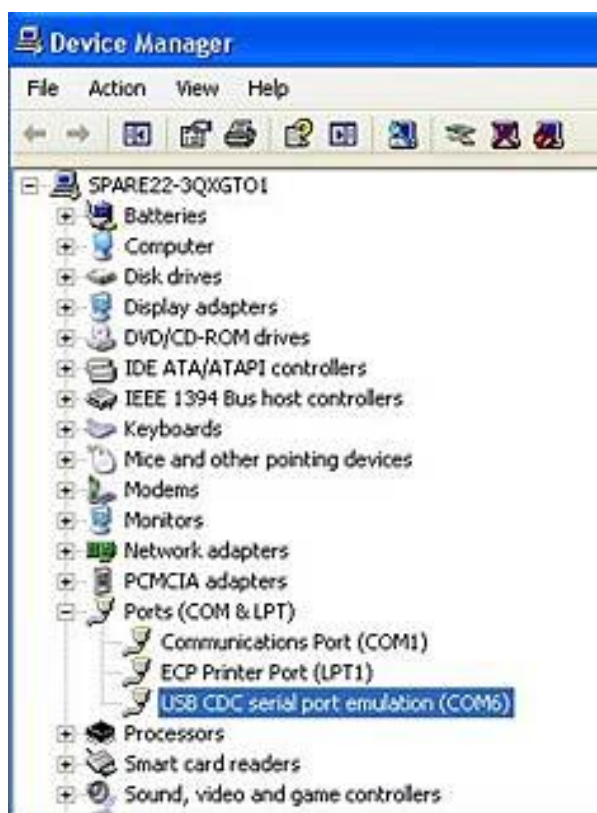 Device Manager
File Action View Help
SPARE22-3QXGTO1
Batteries
Computer
Disk drives
Display adapters
DVD/CD-ROM drives
IDE ATA/ATAPI controllers
IEEE 1394 Bus host controllers
Keyboards
Mice and other pointing devices
Modems
Monitors
Network adapters
PCMCIA adapters
Ports (COM & LPT)
Communications Port (COM1)
ECP Printer Port (LPT1)
USB CDC serial port emulation (COM6)
Processors
Smart card readers
Sound, video and game controllers